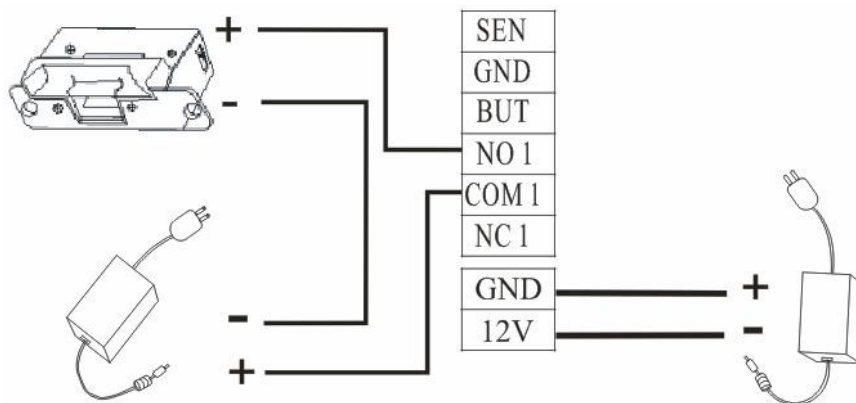 +
-
-
+
SEN
GND
BUT
NO 1
COM 1
NC 1
GND
12V
+
-